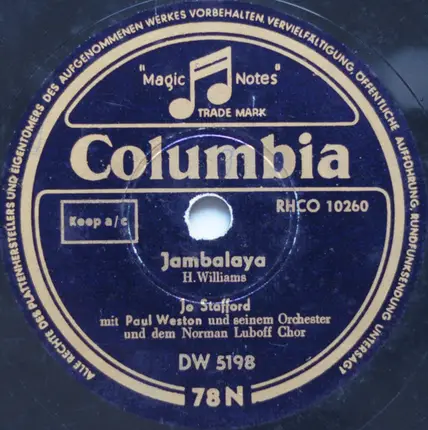 ALLE RECHTE DES PLATTENHERSTELLERS UND EIGENTÜMERS DES AUFGENOMMENEN WERKES VORBEHALTEN, VERVIELFÄLTIGUNG, ÖFFENTLICHE AUFFÜHRUNG, RUNDFUNKSENDUNG UNTERSAGT
"Magic Notes"
TRADE MARK
Columbia
RHCO 10260
Keep a/c
Jambalaya
H. Williams
Jo Stafford
mit Paul Weston und seinem Orchester
und dem Norman Luboff Chor
DW 5198
78 N